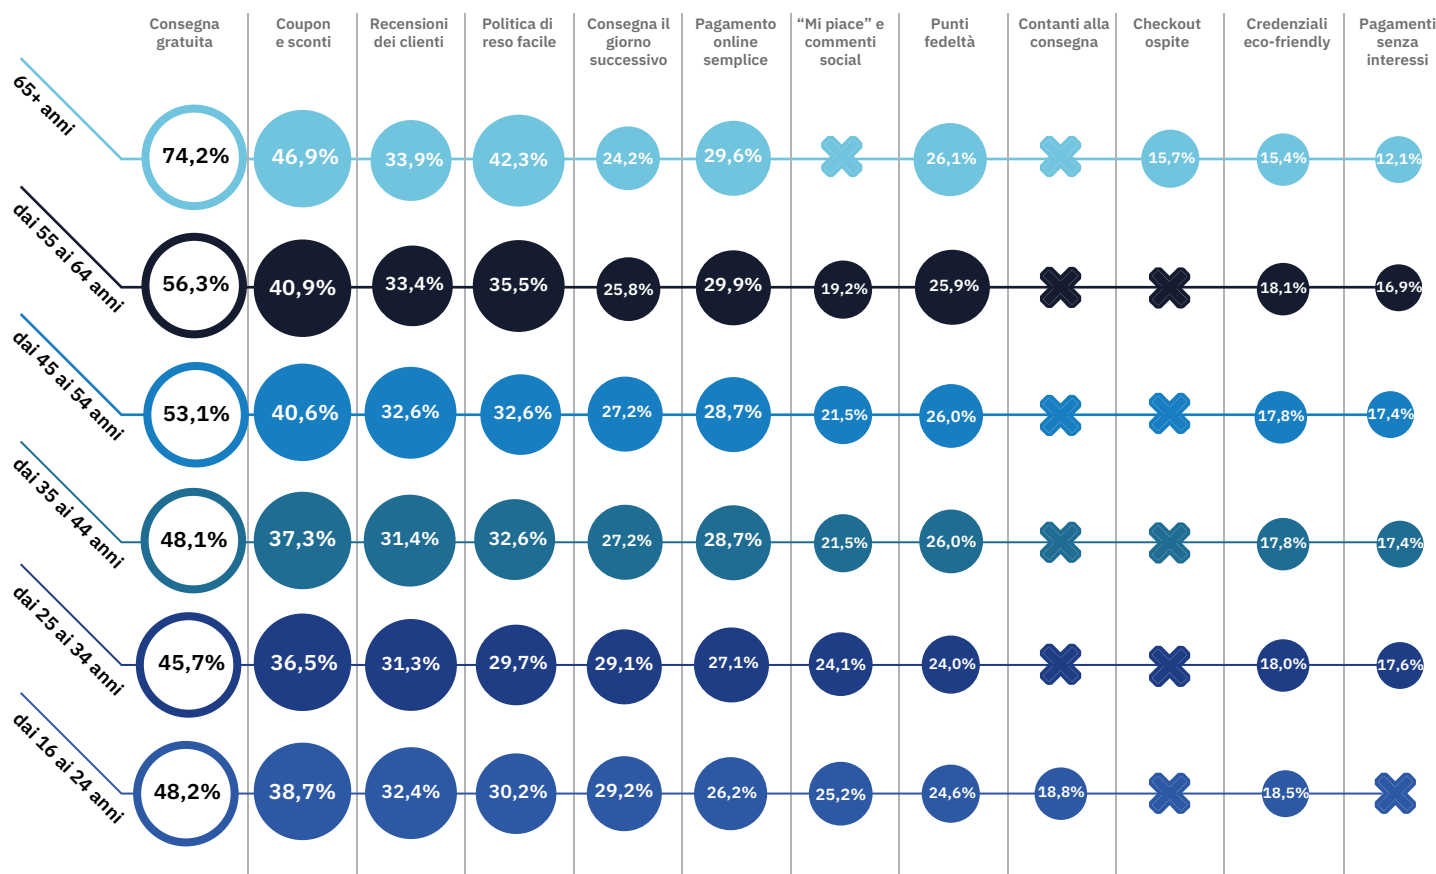 Consegna
gratuita
Coupon
e sconti
Recensioni
dei clienti
Politica di
reso facile
Consegna il
giorno
successivo
Pagamento
online
semplice
“Mi piace” e
commenti
social
Punti
fedeltà
Contanti alla
consegna
Checkout
ospite
Credenziali
eco-friendly
Pagamenti
senza
interessi
65+ anni
74,2% 46,9% 33,9% 42,3% 24,2% 29,6% 26,1% 15,7% 15,4% 12,1%
dai 55 ai 64 anni
56,3% 40,9% 33,4% 35,5% 25,8% 29,9% 19,2% 25,9% 18,1% 16,9%
dai 45 ai 54 anni
53,1% 40,6% 32,6% 32,6% 27,2% 28,7% 21,5% 26,0% 17,8% 17,4%
dai 35 ai 44 anni
48,1% 37,3% 31,4% 32,6% 27,2% 28,7% 21,5% 26,0% 17,8% 17,4%
dai 25 ai 34 anni
45,7% 36,5% 31,3% 29,7% 29,1% 27,1% 24,1% 24,0% 18,0% 17,6%
dai 16 ai 24 anni
48,2% 38,7% 32,4% 30,2% 29,2% 26,2% 25,2% 24,6% 18,8% 18,5%